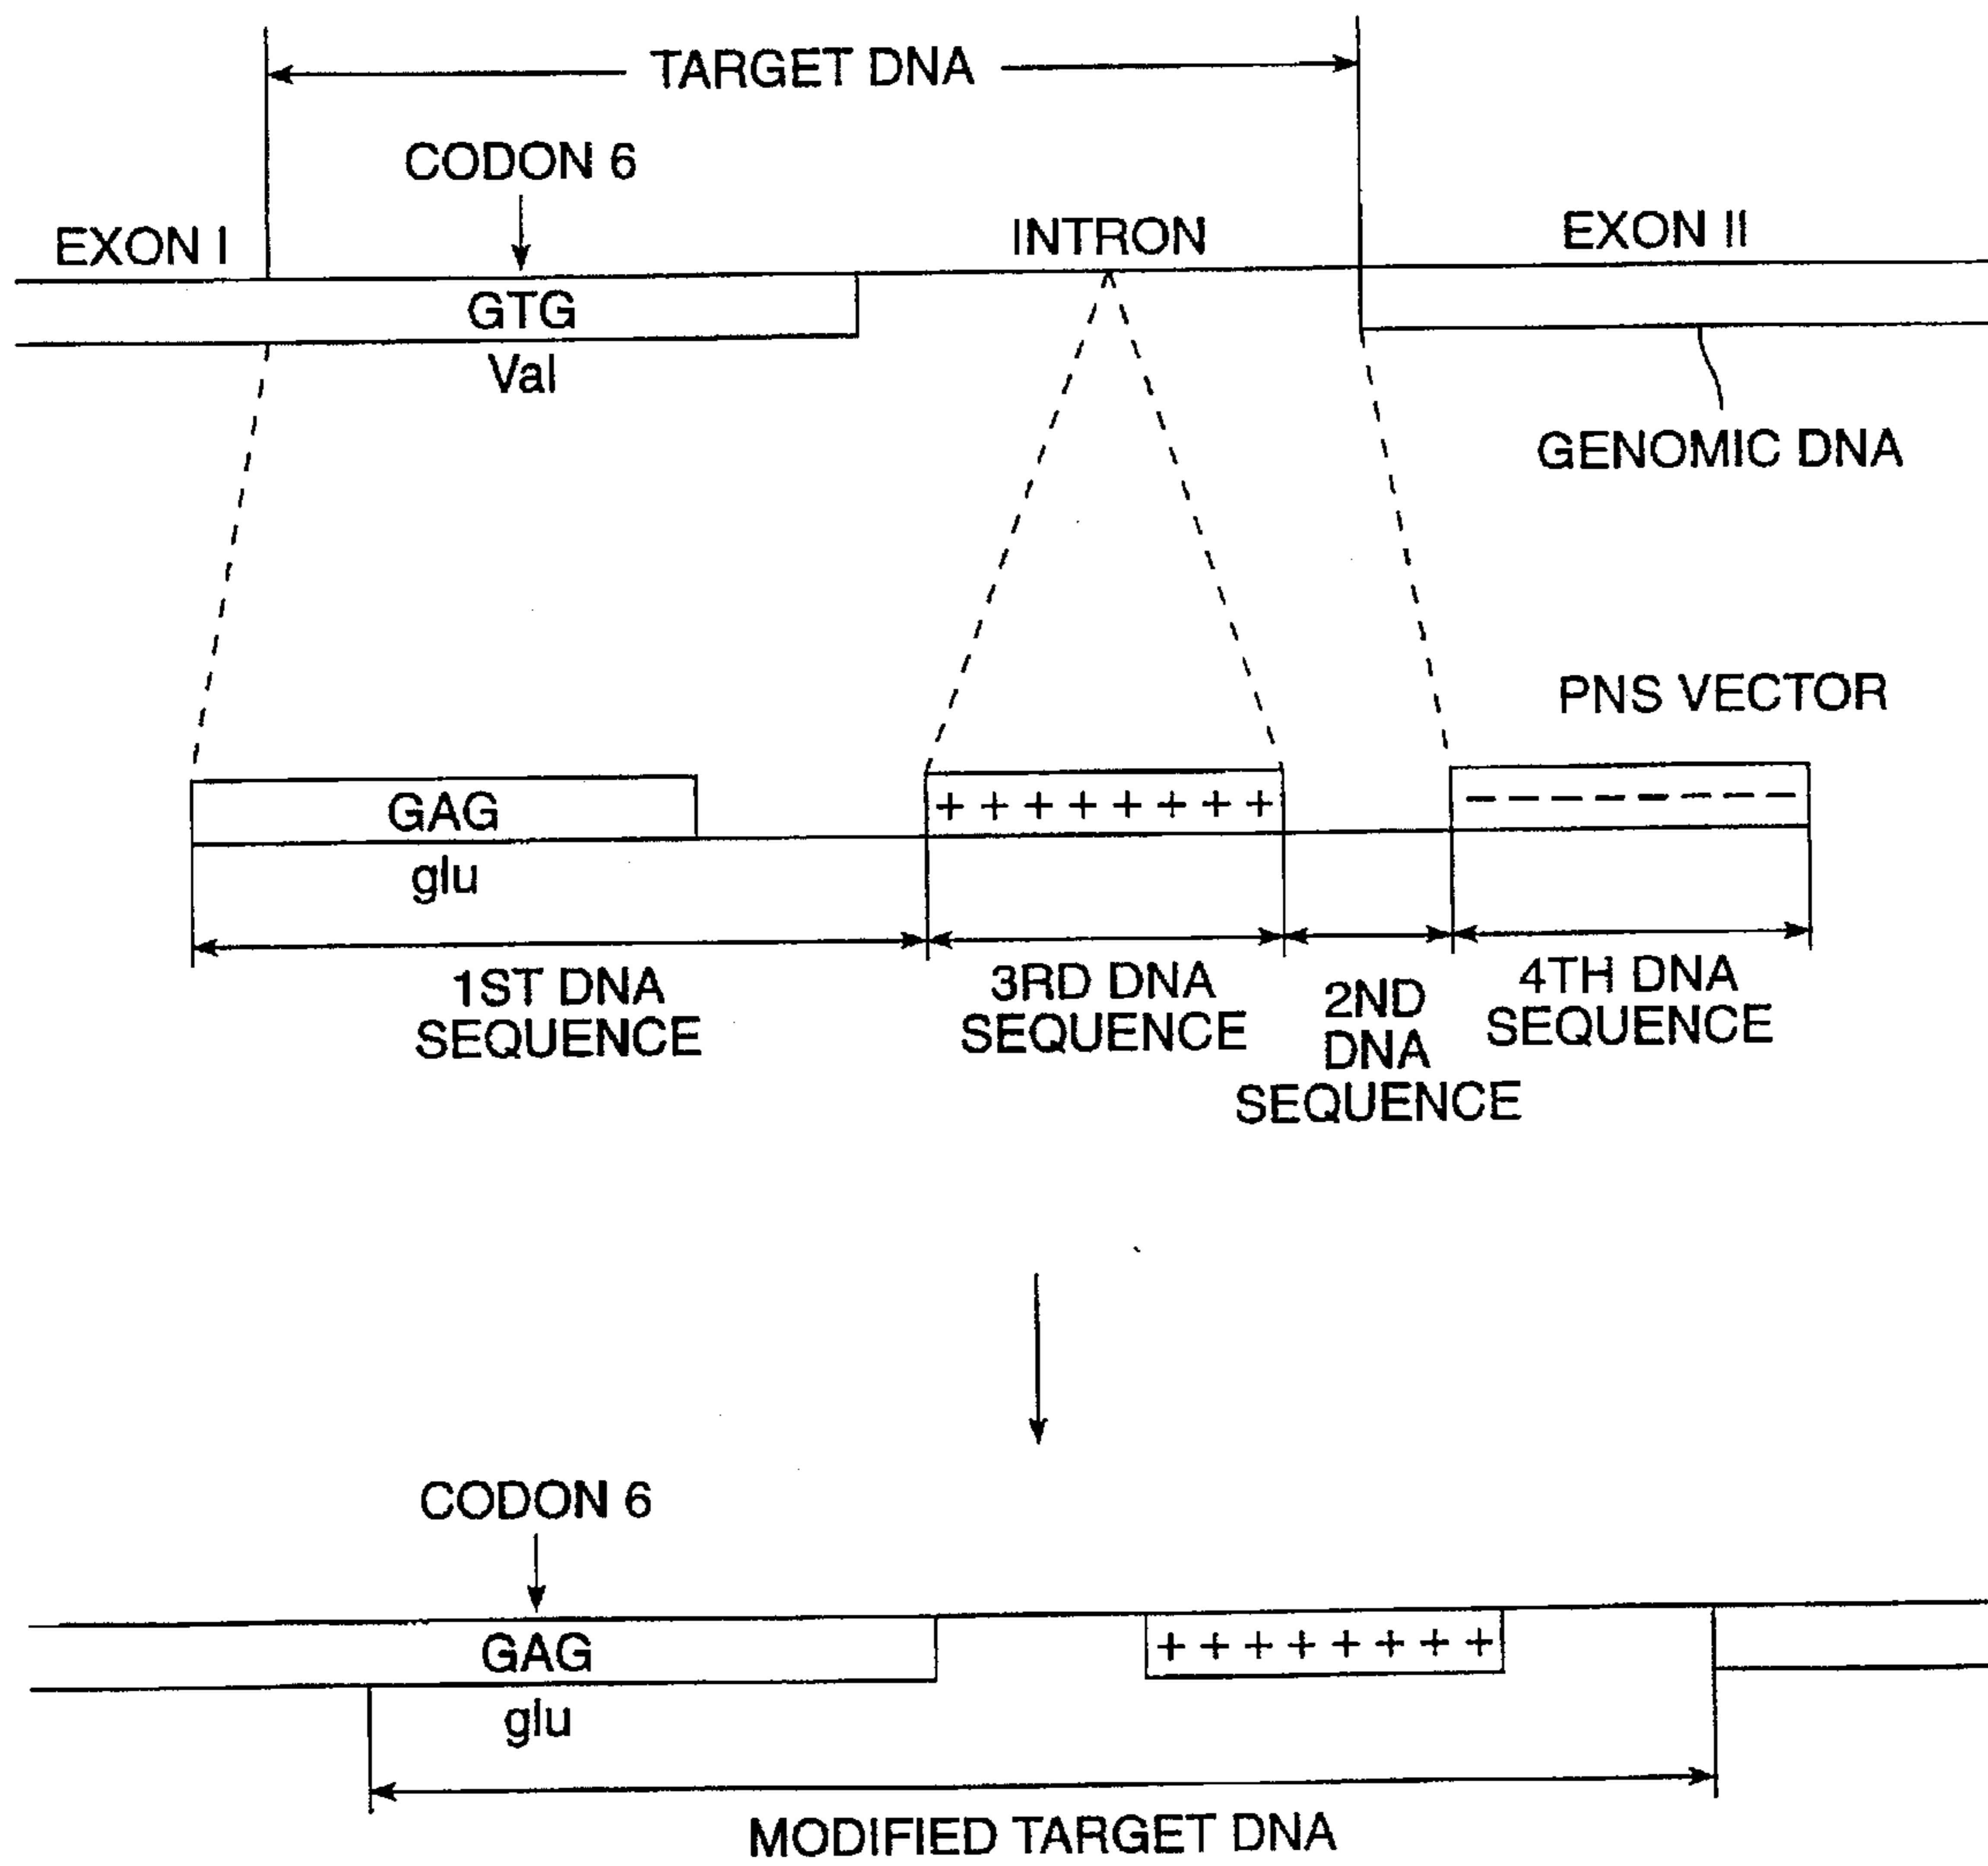 TARGET DNA
CODON 6
EXON I
INTRON
EXON II
GTG
Val
GENOMIC DNA
PNS VECTOR
GAG
+ + + + + + + +
– – – – – – – –
glu
1ST DNA
SEQUENCE
3RD DNA
SEQUENCE
2ND
DNA
SEQUENCE
4TH DNA
SEQUENCE
CODON 6
GAG
+ + + + + + + +
glu
MODIFIED TARGET DNA